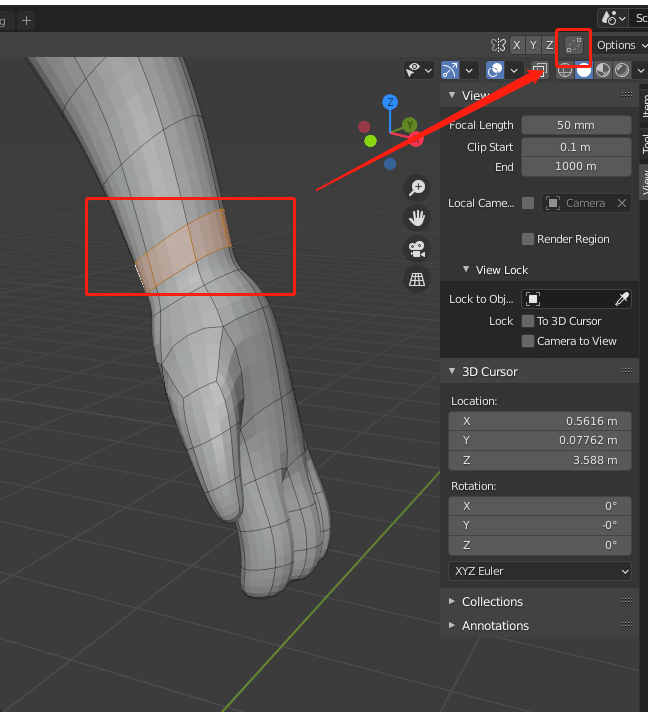 g +
Sc
X Y Z Options
View
Item
Focal Length 50 mm
Clip Start 0.1 m
Tool
End 1000 m
View
Local Came... Camera
Render Region
View Lock
Lock to Obj...
Lock To 3D Cursor
Camera to View
3D Cursor
Location:
X 0.5616 m
Y 0.07762 m
Z 3.588 m
Rotation:
X 0°
Y -0°
Z 0°
XYZ Euler
Collections
Annotations
Z
Y